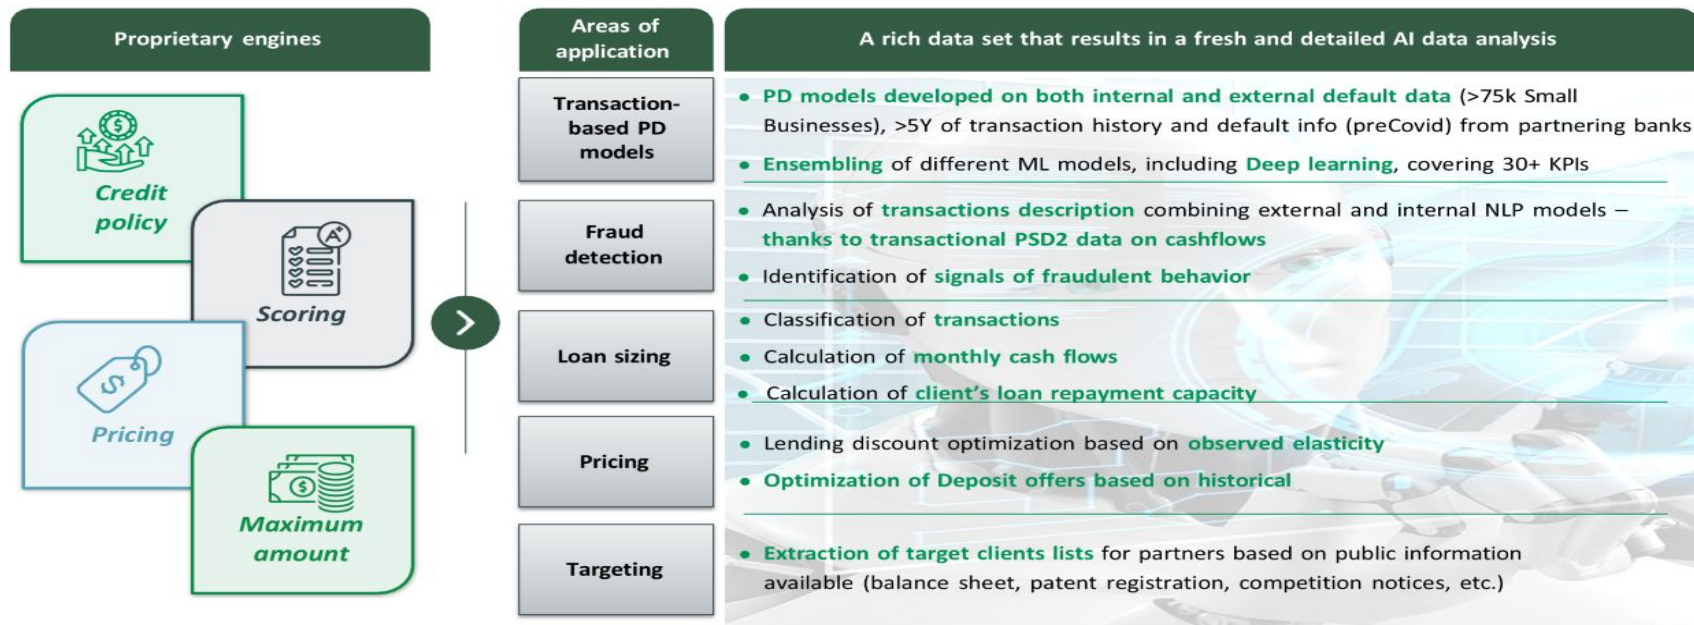 Proprietary engines
Credit
policy
Scoring
Pricing
Maximum
amount
Areas of
application
A rich data set that results in a fresh and detailed AI data analysis
Transaction-
based PD
models
• PD models developed on both internal and external default data (>75k Small
Businesses), >5Y of transaction history and default info (preCovid) from partnering banks
• Ensembling of different ML models, including Deep learning, covering 30+ KPIs
Fraud
detection
• Analysis of transactions description combining external and internal NLP models –
thanks to transactional PSD2 data on cashflows
• Identification of signals of fraudulent behavior
Loan sizing
• Classification of transactions
• Calculation of monthly cash flows
• Calculation of client's loan repayment capacity
Pricing
• Lending discount optimization based on observed elasticity
• Optimization of Deposit offers based on historical
Targeting
• Extraction of target clients lists for partners based on public information
available (balance sheet, patent registration, competition notices, etc.)